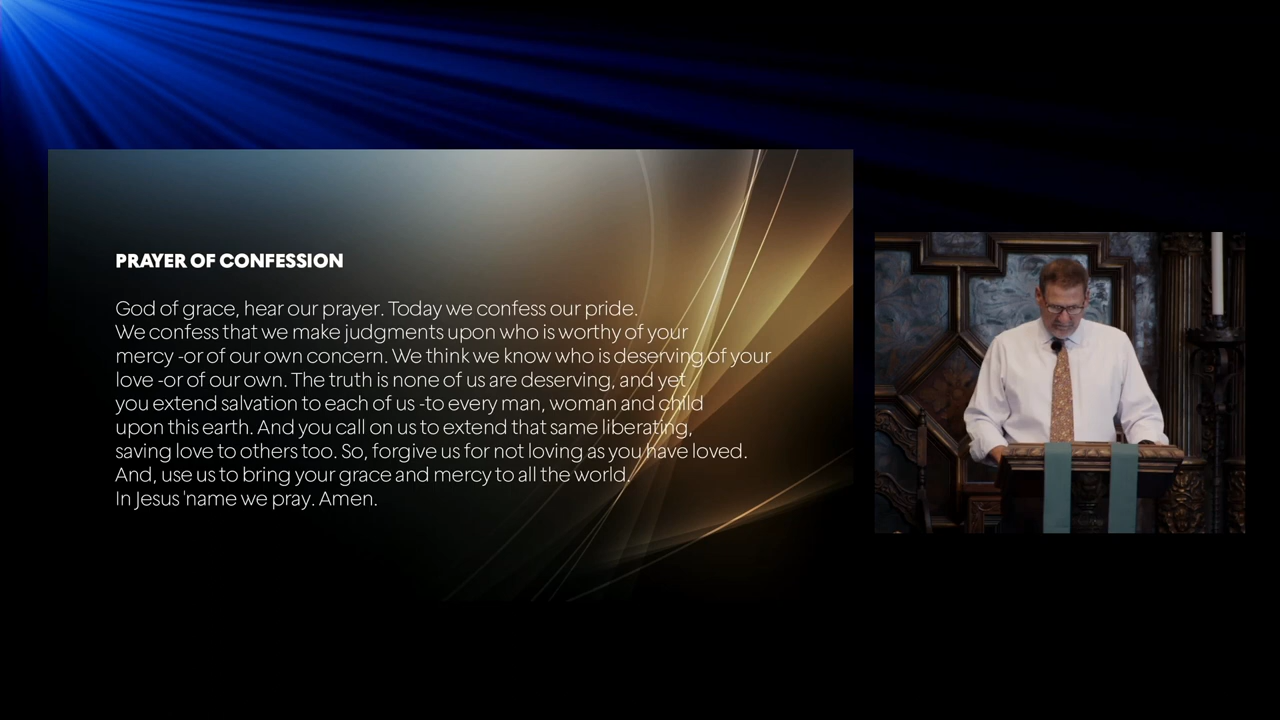 PRAYER OF CONFESSION
God of grace, hear our prayer. Today we confess our pride.
We confess that we make judgments upon who is worthy of your
mercy -or of our own concern. We think we know who is deserving of your
love -or of our own. The truth is none of us are deserving, and yet
you extend salvation to each of us -to every man, woman and child
upon this earth. And you call on us to extend that same liberating,
saving love to others too. So, forgive us for not loving as you have loved.
And, use us to bring your grace and mercy to all the world.
In Jesus 'name we pray. Amen.